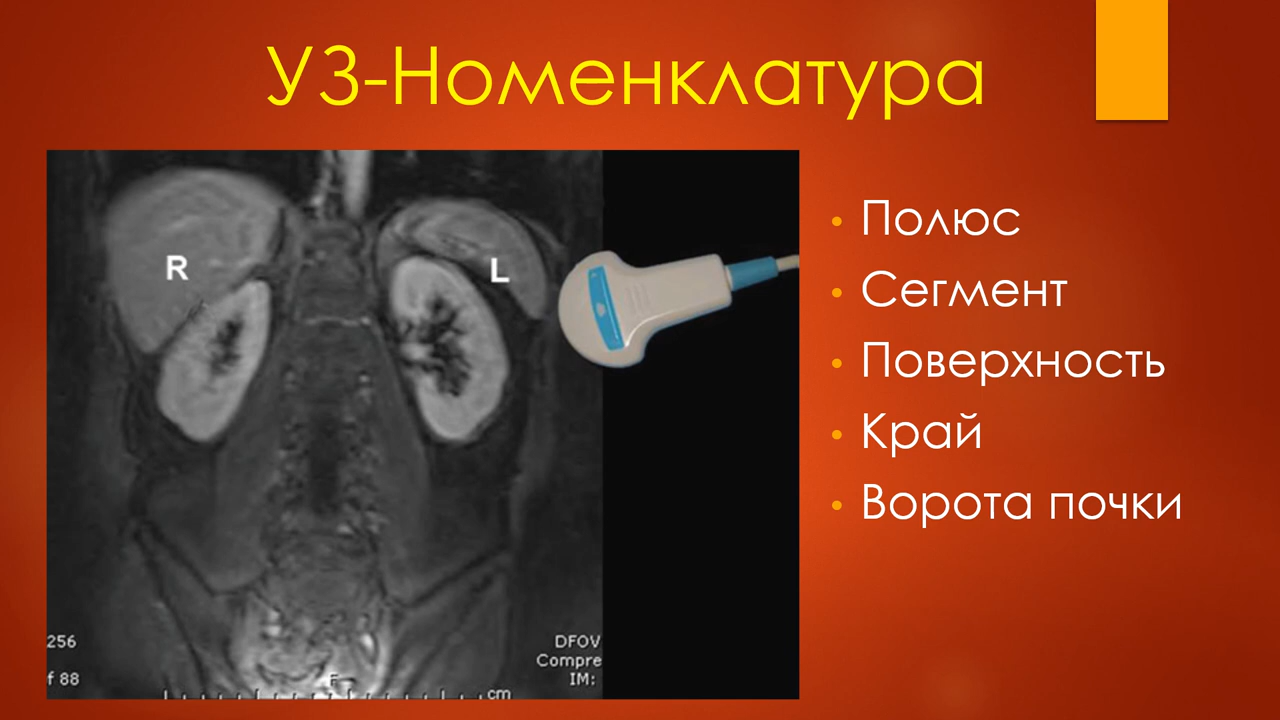 УЗ-Номенклатура
R
L
• Полюс
• Сегмент
• Поверхность
• Край
• Ворота почки
256
DFOV
Compre
f 88
IM:
F
cm